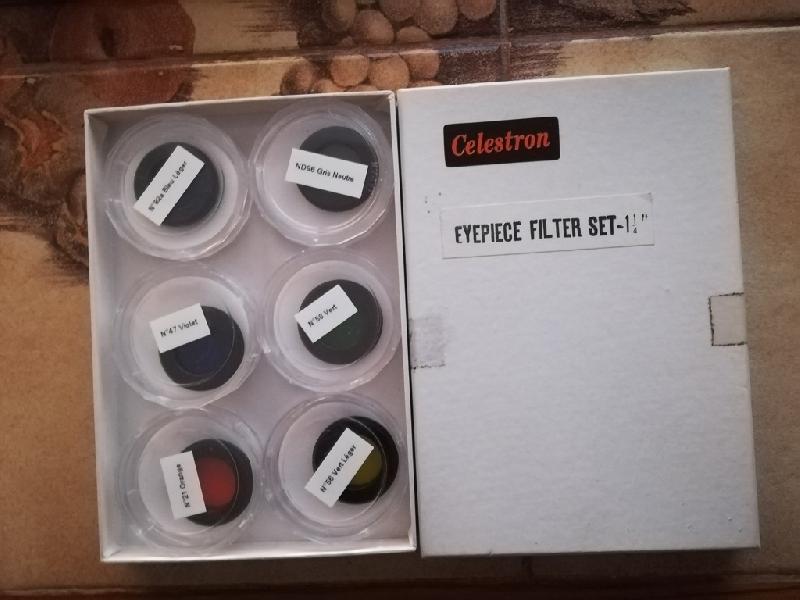 Celestron
EYEPIECE FILTER SET-1¼"
N°82a Bleu Léger
ND96 Gris Neutre
N°47 Violet
N°58 Vert
N°21 Orange
N°56 Vert Léger